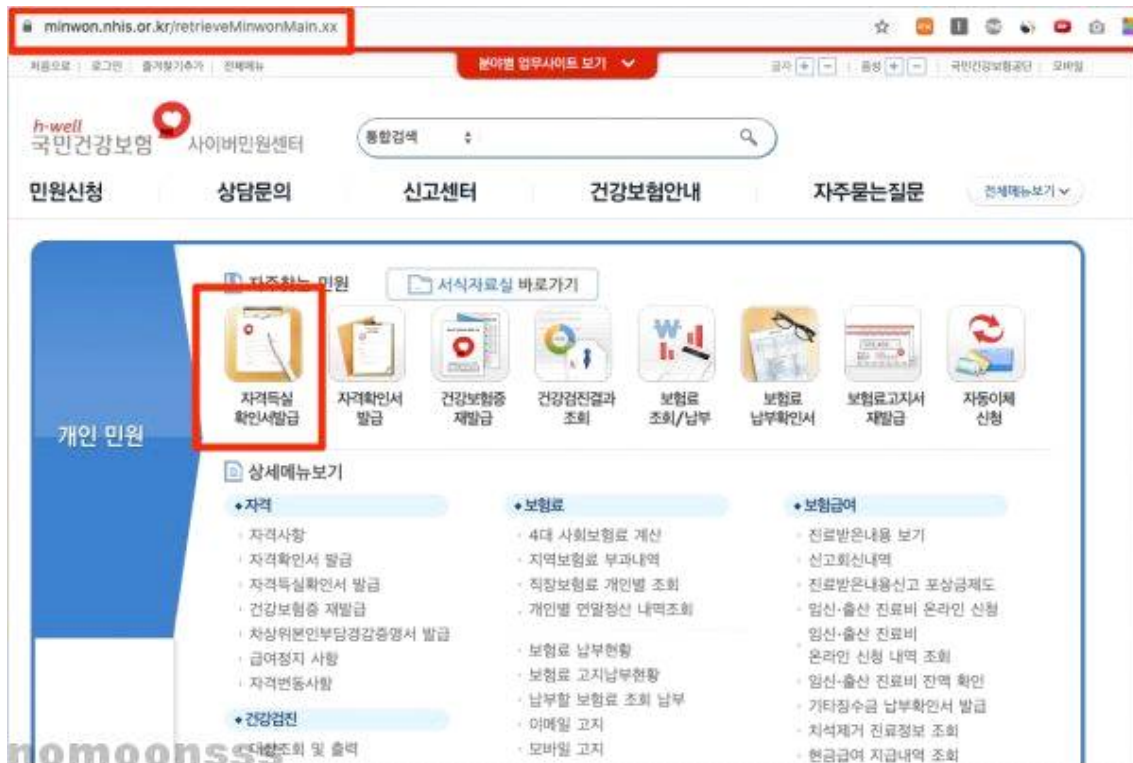 minwon.nhis.or.kr/retrieveMinwonMain.xx
처음으로 | 로그인 | 즐겨찾기추가 | 전체메뉴
분야별 업무사이트 보기
글자 + - | 음성 + - | 국민건강보험공단 | 모바일
h-well
국민건강보험 사이버민원센터
통합검색
민원신청 상담문의 신고센터 건강보험안내 자주묻는질문 전체메뉴보기
자주찾는 민원 서식자료실 바로가기
자격득실 확인서발급
자격확인서 발급
건강보험증 재발급
건강검진결과 조회
보험료 조회/납부
보험료 납부확인서
보험료고지서 재발급
자동이체 신청
개인 민원
상세메뉴보기
자격
자격사항
자격확인서 발급
자격득실확인서 발급
건강보험증 재발급
차상위본인부담경감증명서 발급
급여정지 사항
자격변동사항
건강검진
대상조회 및 출력
보험료
4대 사회보험료 계산
지역보험료 부과내역
직장보험료 개인별 조회
개인별 연말정산 내역조회
보험료 납부현황
보험료 고지납부현황
납부할 보험료 조회 납부
이메일 고지
모바일 고지
보험급여
진료받은내용 보기
신고회신내역
진료받은내용신고 포상금제도
임신·출산 진료비 온라인 신청
임신·출산 진료비
온라인 신청 내역 조회
임신·출산 진료비 잔액 확인
기타징수금 납부확인서 발급
치석제거 진료정보 조회
현금급여 지급내역 조회
nomoonsss